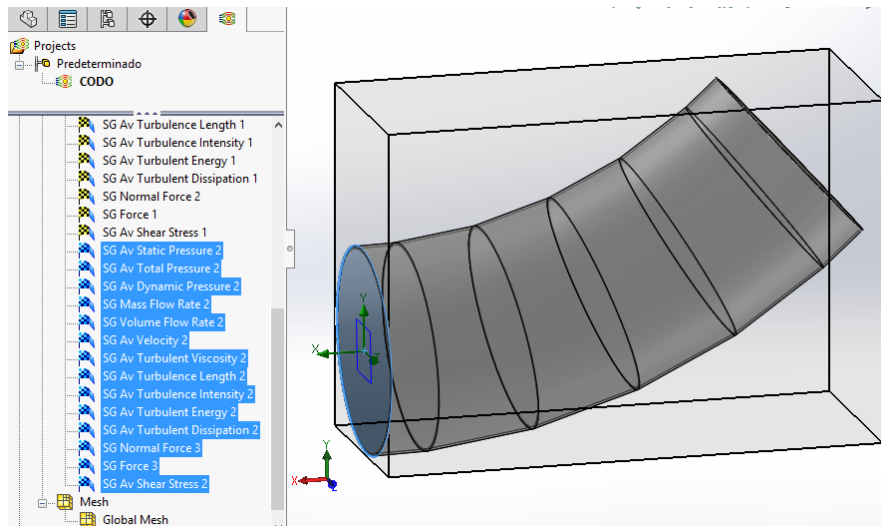 Projects
Predeterminado
CODO
SG Av Turbulence Length 1
SG Av Turbulence Intensity 1
SG Av Turbulent Energy 1
SG Av Turbulent Dissipation 1
SG Normal Force 2
SG Force 1
SG Av Shear Stress 1
SG Av Static Pressure 2
SG Av Total Pressure 2
SG Av Dynamic Pressure 2
SG Mass Flow Rate 2
SG Volume Flow Rate 2
SG Av Velocity 2
SG Av Turbulent Viscosity 2
SG Av Turbulence Length 2
SG Av Turbulence Intensity 2
SG Av Turbulent Energy 2
SG Av Turbulent Dissipation 2
SG Normal Force 3
SG Force 3
SG Av Shear Stress 2
Mesh
Global Mesh
Y
X
Z
Y
X